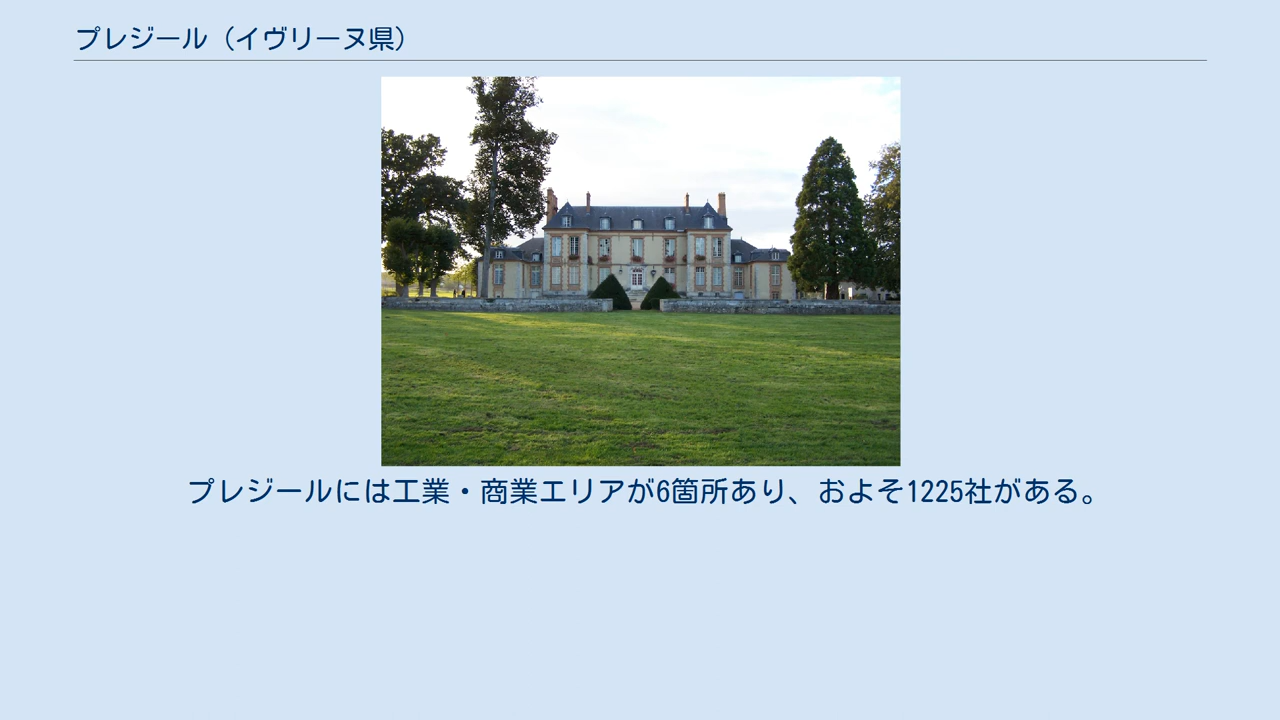 プレジール（イヴリーヌ県）
プレジールには工業・商業エリアが6箇所あり、およそ1225社がある。